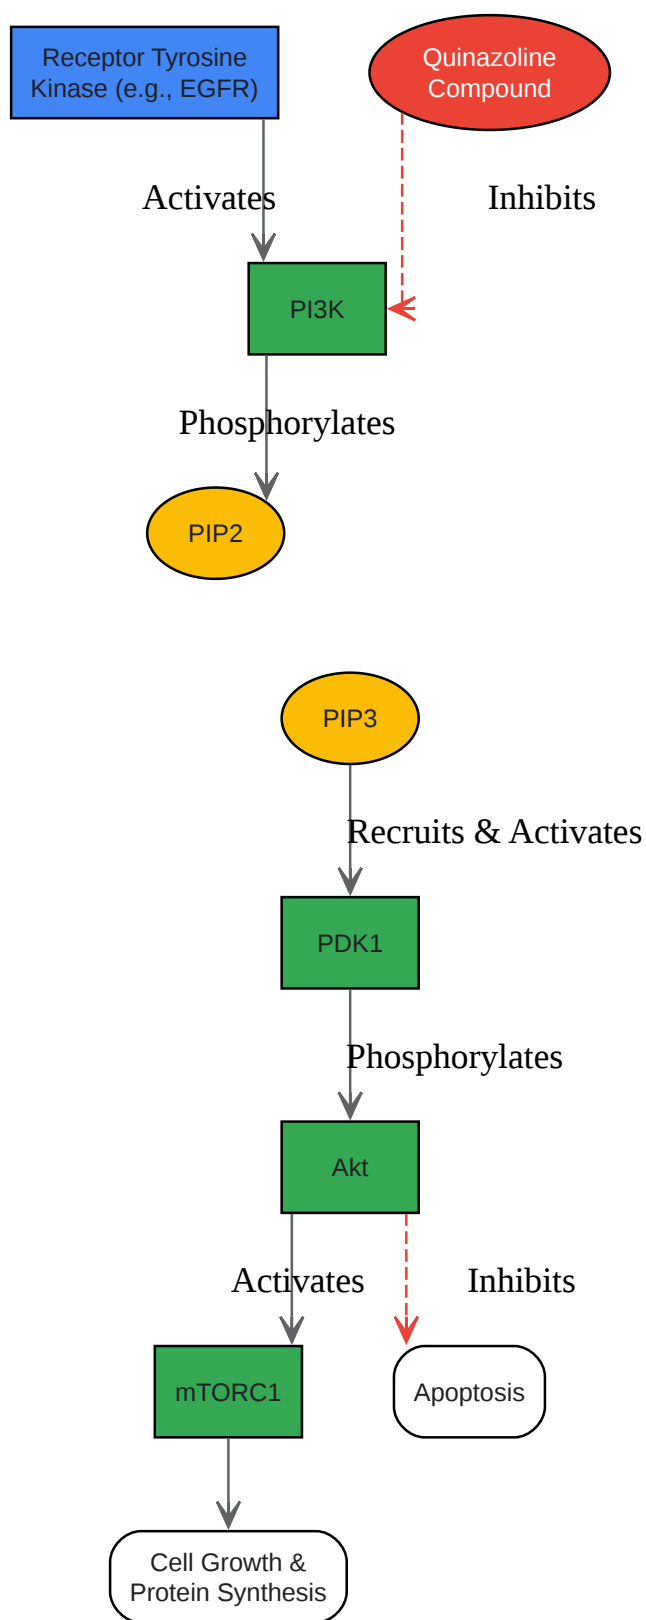 Receptor Tyrosine
Kinase (e.g., EGFR)
Quinazoline
Compound
Activates
Inhibits
PI3K
Phosphorylates
PIP2
PIP3
Recruits & Activates
PDK1
Phosphorylates
Akt
Activates
Inhibits
mTORC1
Apoptosis
Cell Growth &
Protein Synthesis